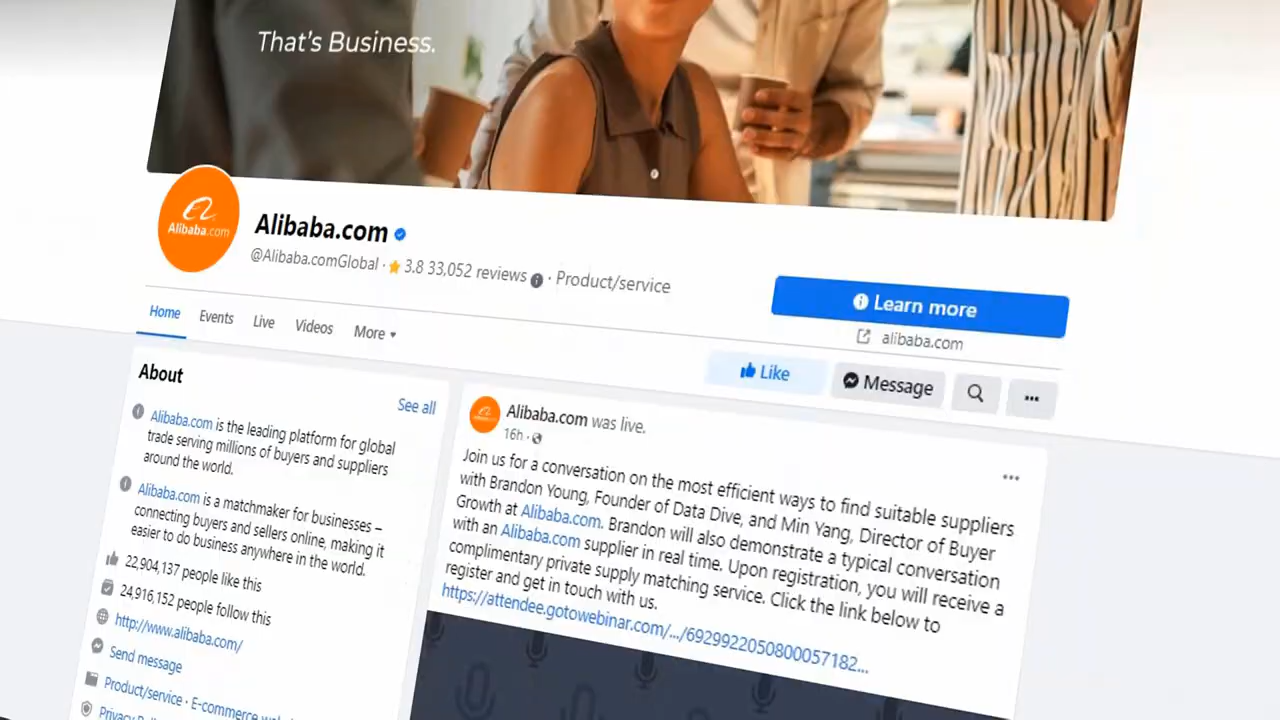 That's Business.
Alibaba.com
Alibaba.com
@Alibaba.comGlobal · 3.8 33,052 reviews · Product/service
Learn more
alibaba.com
Home Events Live Videos More
Like Message
About
See all
Alibaba.com is the leading platform for global
trade serving millions of buyers and suppliers
around the world.
Alibaba.com is a matchmaker for businesses –
connecting buyers and sellers online, making it
easier to do business anywhere in the world.
22,904,137 people like this
24,916,152 people follow this
http://www.alibaba.com/
Send message
Product/service · E-commerce
Alibaba.com was live.
16h ·
Join us for a conversation on the most efficient ways to find suitable suppliers
with Brandon Young, Founder of Data Dive, and Min Yang, Director of Buyer
Growth at Alibaba.com. Brandon will also demonstrate a typical conversation
with an Alibaba.com supplier in real time. Upon registration, you will receive a
complimentary private supply matching service. Click the link below to
register and get in touch with us.
https://attendee.gotowebinar.com/.../6929922050800057182...